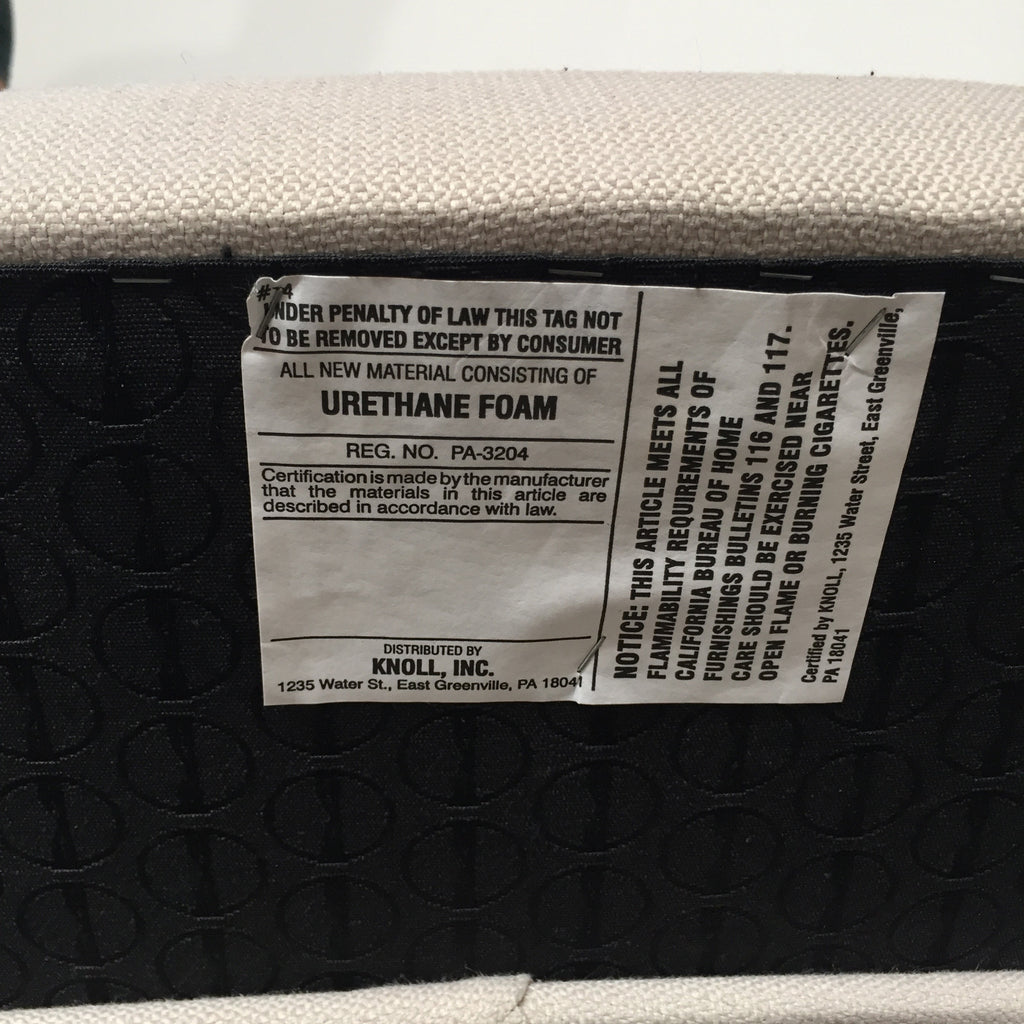 UNDER PENALTY OF LAW THIS TAG NOT
TO BE REMOVED EXCEPT BY CONSUMER
ALL NEW MATERIAL CONSISTING OF
URETHANE FOAM
REG. NO. PA-3204
Certification is made by the manufacturer
that the materials in this article are
described in accordance with law.
DISTRIBUTED BY
KNOLL, INC.
1235 Water St., East Greenville, PA 18041
NOTICE: THIS ARTICLE MEETS ALL
FLAMMABILITY REQUIREMENTS OF
CALIFORNIA BUREAU OF HOME
FURNISHINGS BULLETINS 116 AND 117.
CARE SHOULD BE EXERCISED NEAR
OPEN FLAME OR BURNING CIGARETTES.
Certified by KNOLL, 1235 Water Street, East Greenville,
PA 18041